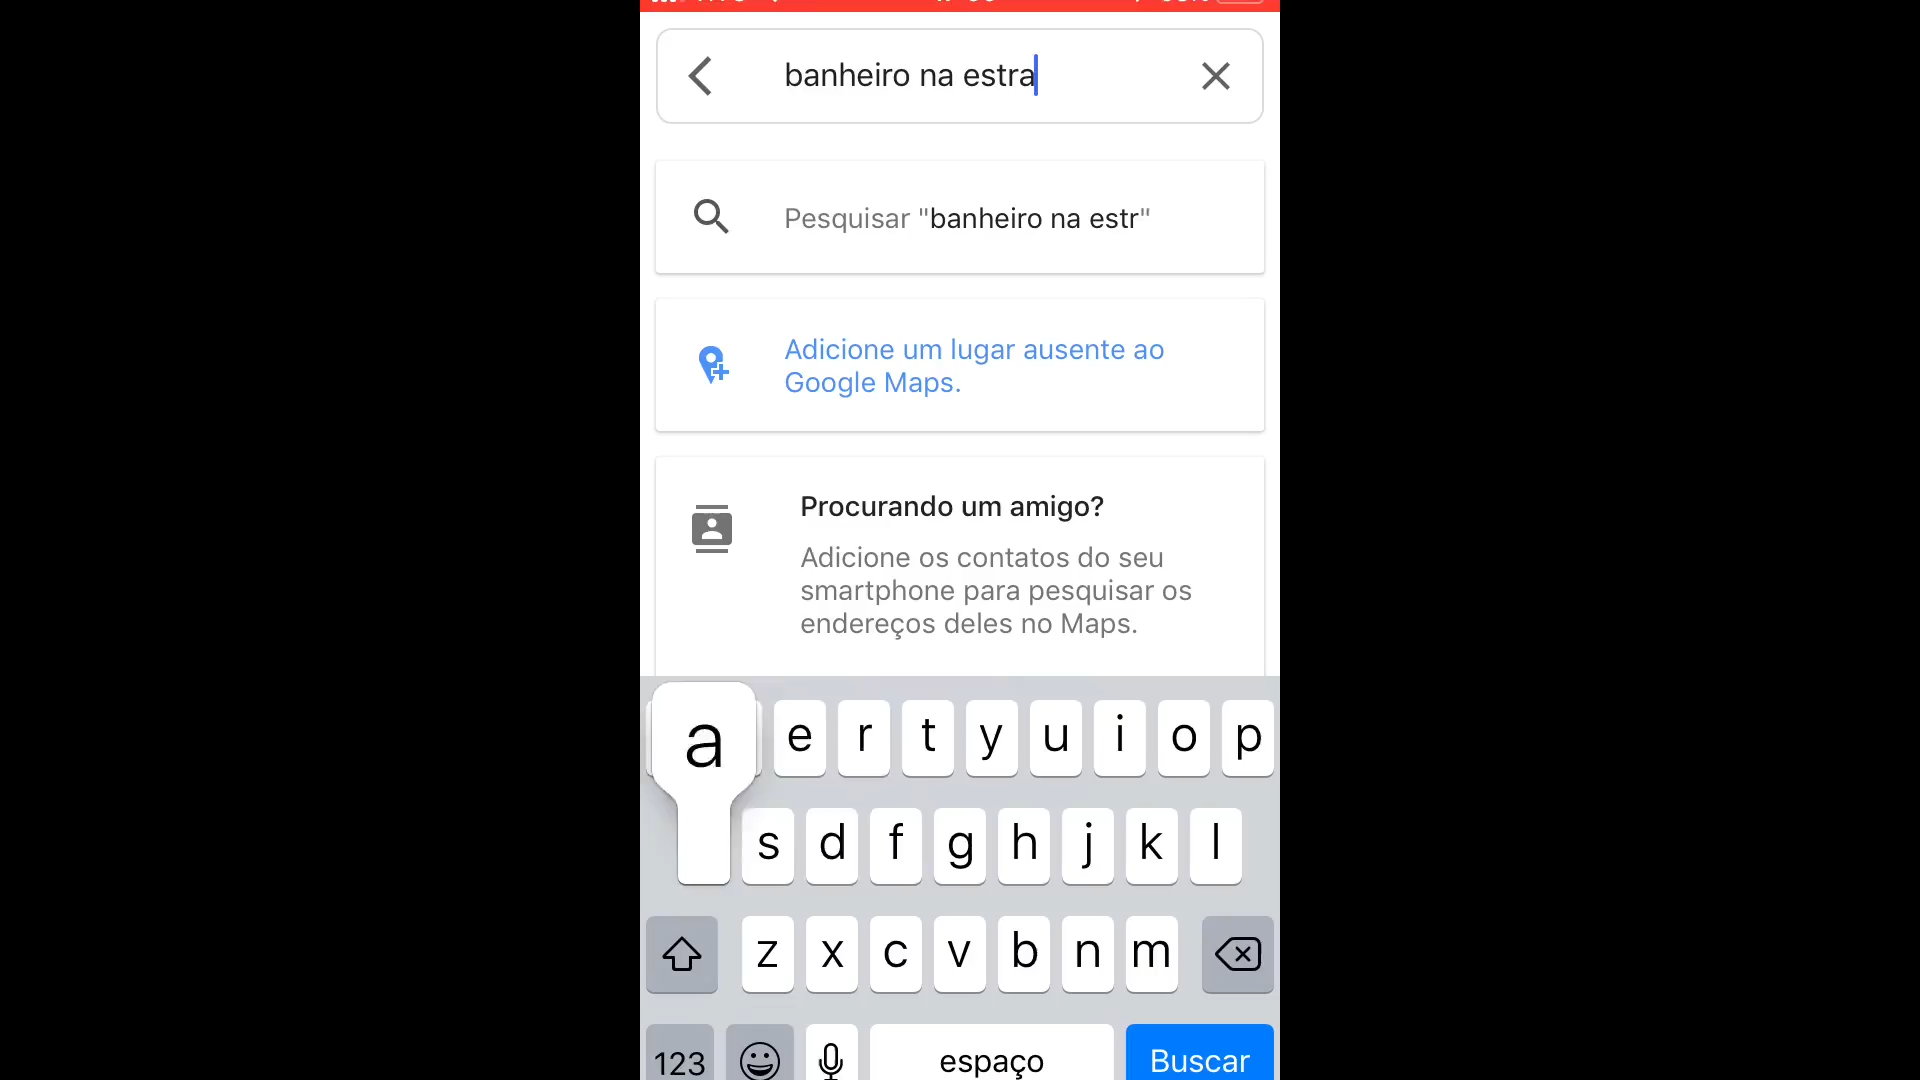 banheiro na estra
Pesquisar "banheiro na estr"
Adicione um lugar ausente ao
Google Maps.
Procurando um amigo?
Adicione os contatos do seu
smartphone para pesquisar os
endereços deles no Maps.
a e r t y u i o p
s d f g h j k l
z x c v b n m
123 espaço Buscar